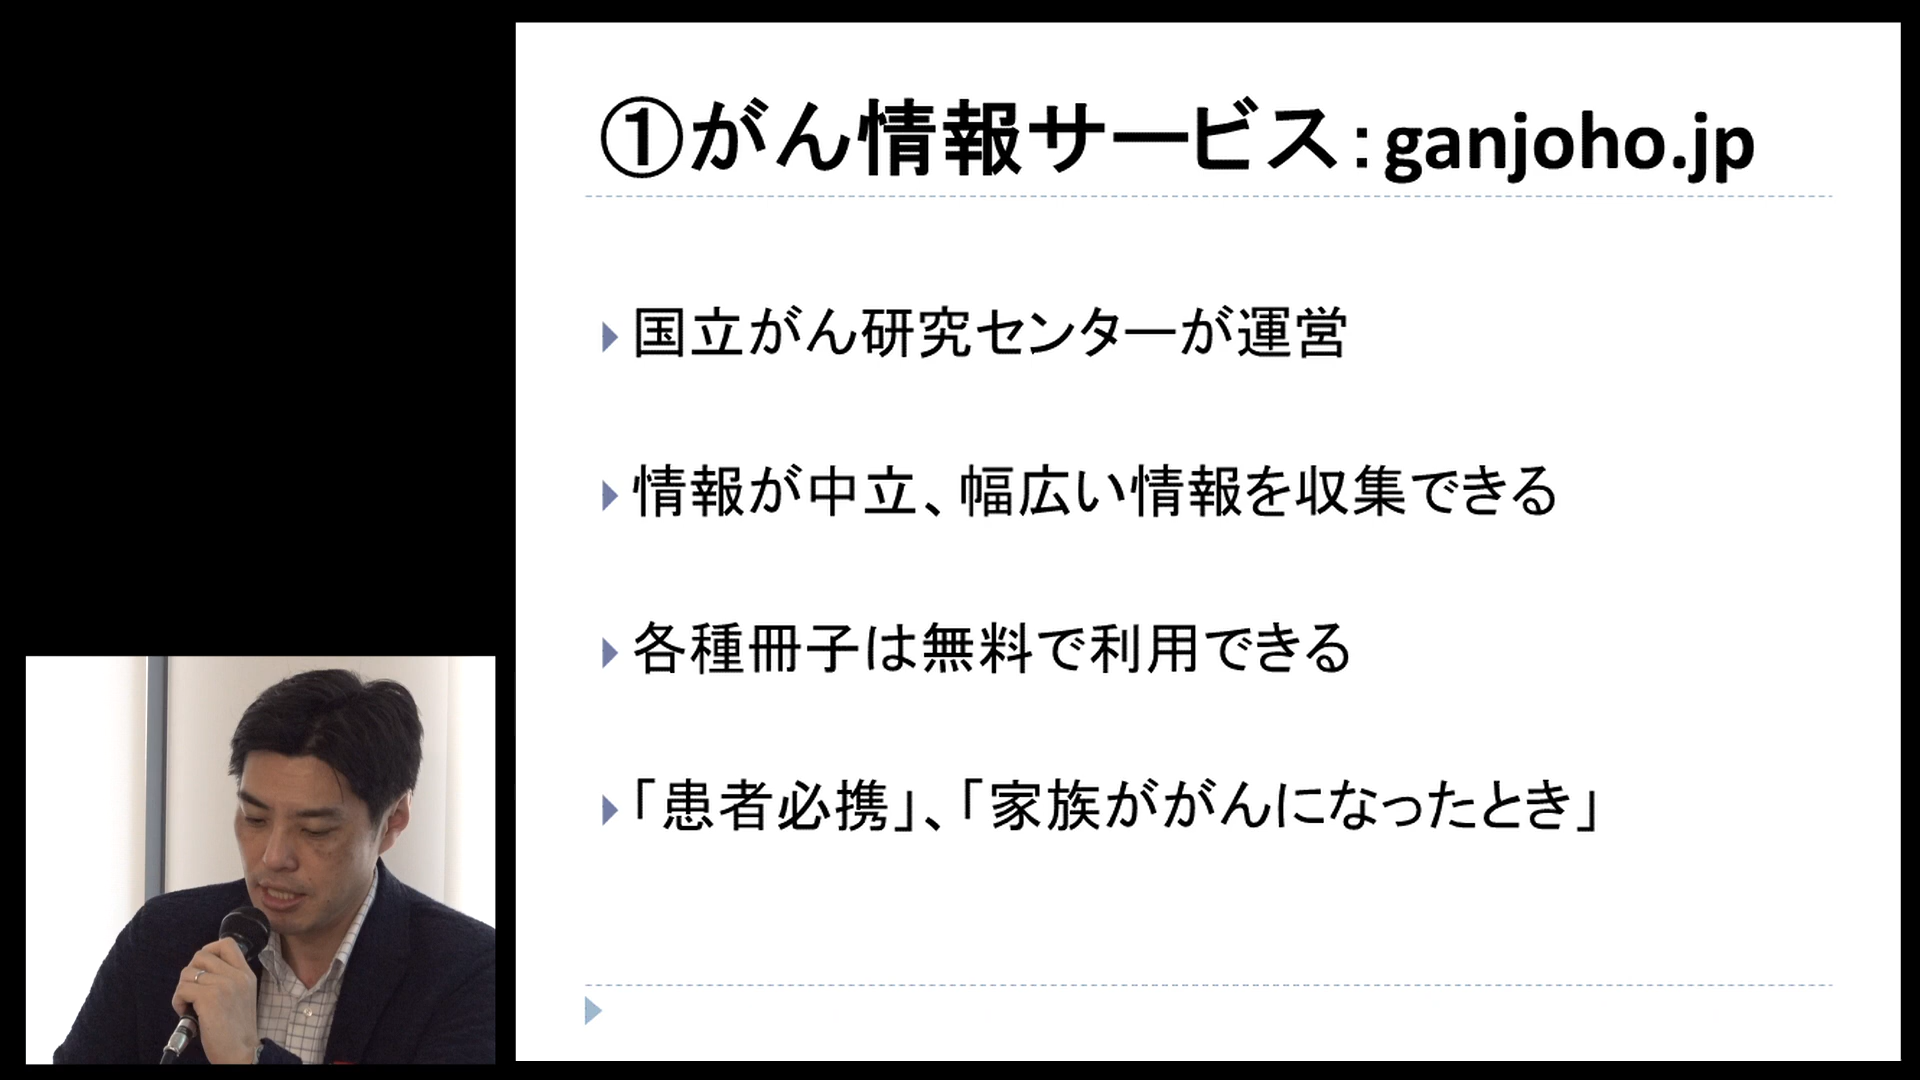 ①がん情報サービス：ganjoho.jp
国立がん研究センターが運営
情報が中立、幅広い情報を収集できる
各種冊子は無料で利用できる
「患者必携」、「家族ががんになったとき」